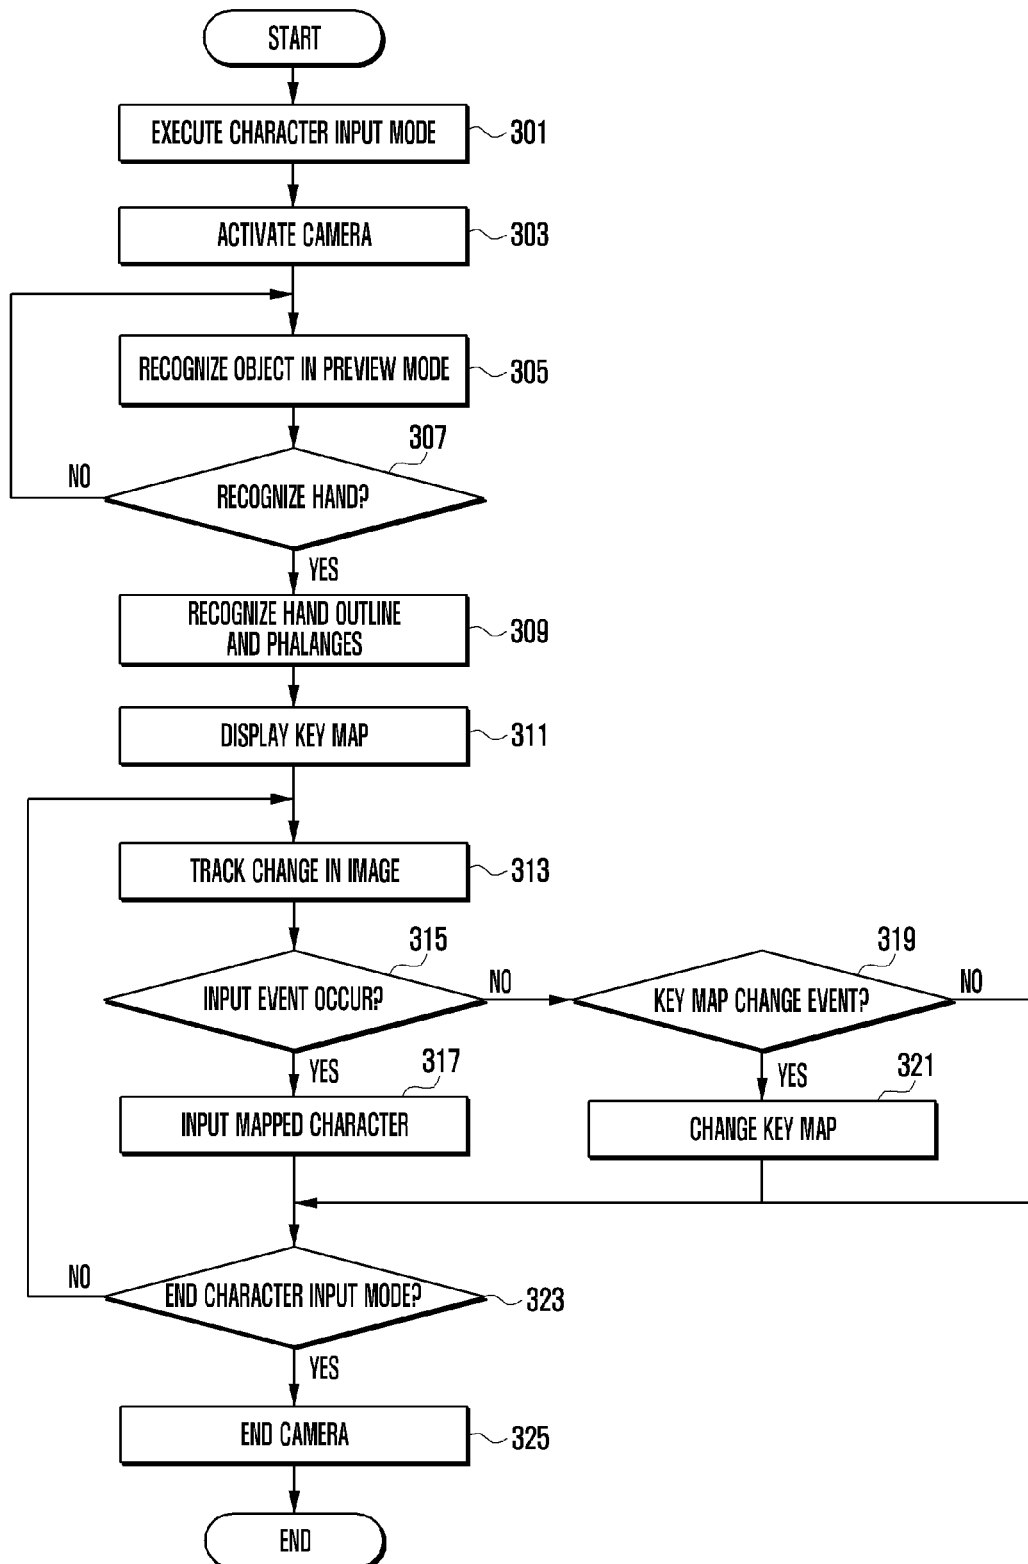 START
EXECUTE CHARACTER INPUT MODE 301
ACTIVATE CAMERA 303
RECOGNIZE OBJECT IN PREVIEW MODE 305
307
NO
RECOGNIZE HAND?
YES
RECOGNIZE HAND OUTLINE
AND PHALANGES
309
DISPLAY KEY MAP 311
TRACK CHANGE IN IMAGE 313
315
INPUT EVENT OCCUR?
NO
319
KEY MAP CHANGE EVENT?
NO
YES
317
INPUT MAPPED CHARACTER
YES
321
CHANGE KEY MAP
NO
END CHARACTER INPUT MODE? 323
YES
END CAMERA 325
END